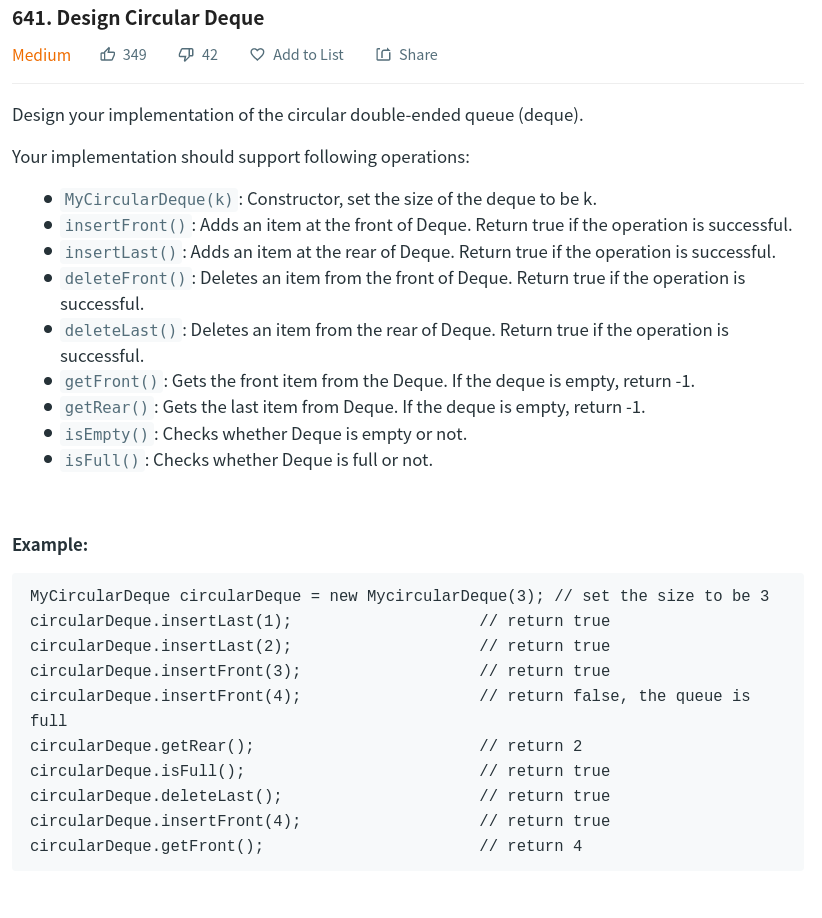 641. Design Circular Deque
Medium 349 42 Add to List Share
Design your implementation of the circular double-ended queue (deque).
Your implementation should support following operations:
MyCircularDeque(k) : Constructor, set the size of the deque to be k.
insertFront() : Adds an item at the front of Deque. Return true if the operation is successful.
insertLast() : Adds an item at the rear of Deque. Return true if the operation is successful.
deleteFront() : Deletes an item from the front of Deque. Return true if the operation is
successful.
deleteLast() : Deletes an item from the rear of Deque. Return true if the operation is
successful.
getFront() : Gets the front item from the Deque. If the deque is empty, return -1.
getRear() : Gets the last item from Deque. If the deque is empty, return -1.
isEmpty() : Checks whether Deque is empty or not.
isFull() : Checks whether Deque is full or not.
Example:
MyCircularDeque circularDeque = new MycircularDeque(3); // set the size to be 3
circularDeque.insertLast(1); // return true
circularDeque.insertLast(2); // return true
circularDeque.insertFront(3); // return true
circularDeque.insertFront(4); // return false, the queue is
full
circularDeque.getRear(); // return 2
circularDeque.isFull(); // return true
circularDeque.deleteLast(); // return true
circularDeque.insertFront(4); // return true
circularDeque.getFront(); // return 4